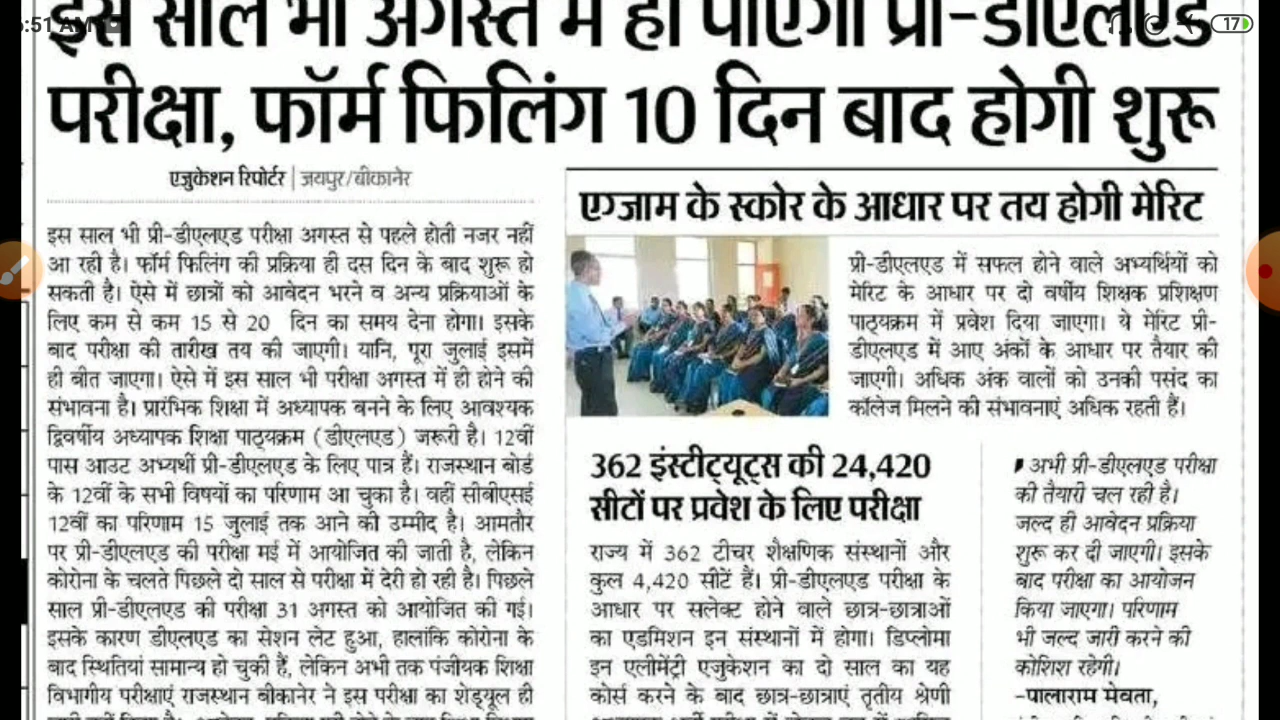 :51 AM
17
इस साल भी अगस्त में हो पाएगी प्री-डीएलएड
परीक्षा, फॉर्म फिलिंग 10 दिन बाद होगी शुरू
एजुकेशन रिपोर्टर | जयपुर/बीकानेर
इस साल भी प्री-डीएलएड परीक्षा अगस्त से पहले होती नजर नहीं
आ रही है। फॉर्म फिलिंग की प्रक्रिया ही दस दिन के बाद शुरू हो
सकती है। ऐसे में छात्रों को आवेदन भरने व अन्य प्रक्रियाओं के
लिए कम से कम 15 से 20 दिन का समय देना होगा। इसके
बाद परीक्षा की तारीख तय की जाएगी। यानि, पूरा जुलाई इसमें
ही बीत जाएगा। ऐसे में इस साल भी परीक्षा अगस्त में ही होने की
संभावना है। प्रारंभिक शिक्षा में अध्यापक बनने के लिए आवश्यक
द्विवर्षीय अध्यापक शिक्षा पाठ्यक्रम (डीएलएड) जरूरी है। 12वीं
पास आउट अभ्यर्थी प्री-डीएलएड के लिए पात्र हैं। राजस्थान बोर्ड
के 12वीं के सभी विषयों का परिणाम आ चुका है। वहीं सीबीएसई
12वीं का परिणाम 15 जुलाई तक आने की उम्मीद है। आमतौर
पर प्री-डीएलएड की परीक्षा मई में आयोजित की जाती है, लेकिन
कोरोना के चलते पिछले दो साल से परीक्षा में देरी हो रही है। पिछले
साल प्री-डीएलएड की परीक्षा 31 अगस्त को आयोजित की गई।
इसके कारण डीएलएड का सेशन लेट हुआ, हालांकि कोरोना के
बाद स्थितियां सामान्य हो चुकी हैं, लेकिन अभी तक पंजीयक शिक्षा
विभागीय परीक्षाएं राजस्थान बीकानेर ने इस परीक्षा का शेड्यूल ही
एग्जाम के स्कोर के आधार पर तय होगी मेरिट
प्री-डीएलएड में सफल होने वाले अभ्यर्थियों को
मेरिट के आधार पर दो वर्षीय शिक्षक प्रशिक्षण
पाठ्यक्रम में प्रवेश दिया जाएगा। ये मेरिट प्री-
डीएलएड में आए अंकों के आधार पर तैयार की
जाएगी। अधिक अंक वालों को उनकी पसंद का
कॉलेज मिलने की संभावनाएं अधिक रहती हैं।
362 इंस्टीट्यूट्स की 24,420
सीटों पर प्रवेश के लिए परीक्षा
राज्य में 362 टीचर शैक्षणिक संस्थानों और
कुल 4,420 सीटें हैं। प्री-डीएलएड परीक्षा के
आधार पर सलेक्ट होने वाले छात्र-छात्राओं
का एडमिशन इन संस्थानों में होगा। डिप्लोमा
इन एलीमेंट्री एजुकेशन का दो साल का यह
कोर्स करने के बाद छात्र-छात्राएं तृतीय श्रेणी
अभी प्री-डीएलएड परीक्षा
की तैयारी चल रही है।
जल्द ही आवेदन प्रक्रिया
शुरू कर दी जाएगी। इसके
बाद परीक्षा का आयोजन
किया जाएगा। परिणाम
भी जल्द जारी करने की
कोशिश रहेगी।
-पालाराम मेवता,